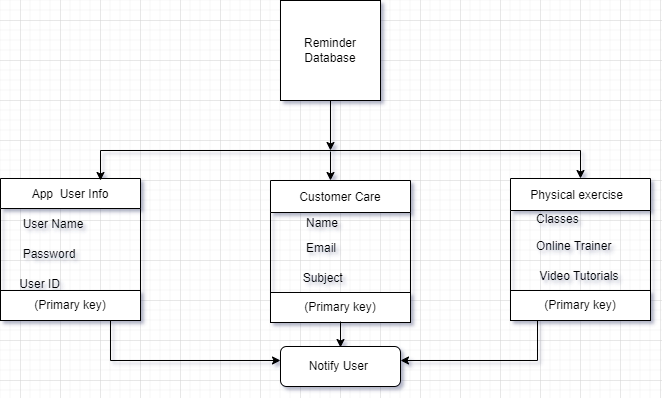 Reminder
Database
App User Info
User Name
Password
User ID
(Primary key)
Customer Care
Name
Email
Subject
(Primary key)
Physical exercise
Classes
Online Trainer
Video Tutorials
(Primary key)
Notify User